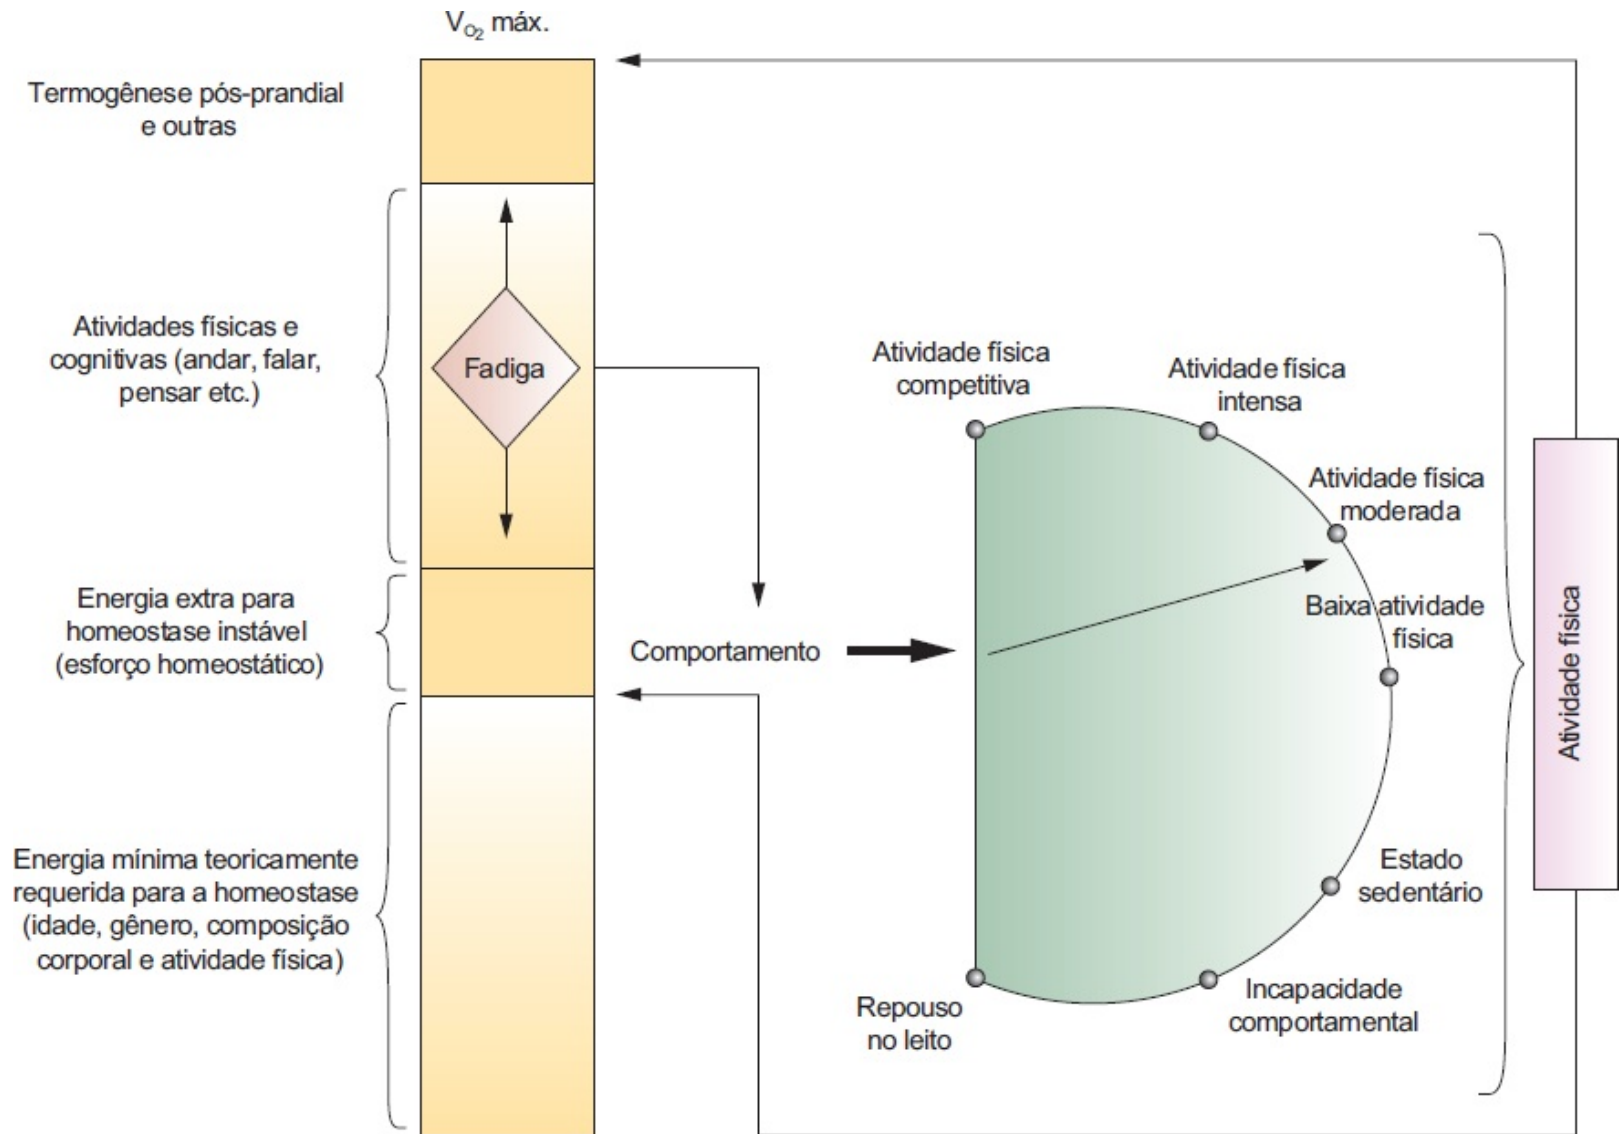 V O₂ máx.
Termogênese pós-prandial
e outras
Atividades físicas e
cognitivas (andar, falar,
pensar etc.)
Fadiga
Energia extra para
homeostase instável
(esforço homeostático)
Energia mínima teoricamente
requerida para a homeostase
(idade, gênero, composição
corporal e atividade física)
Comportamento
Atividade física
competitiva
Atividade física
intensa
Atividade física
moderada
Baixa atividade
física
Estado
sedentário
Incapacidade
comportamental
Repouso
no leito
Atividade física